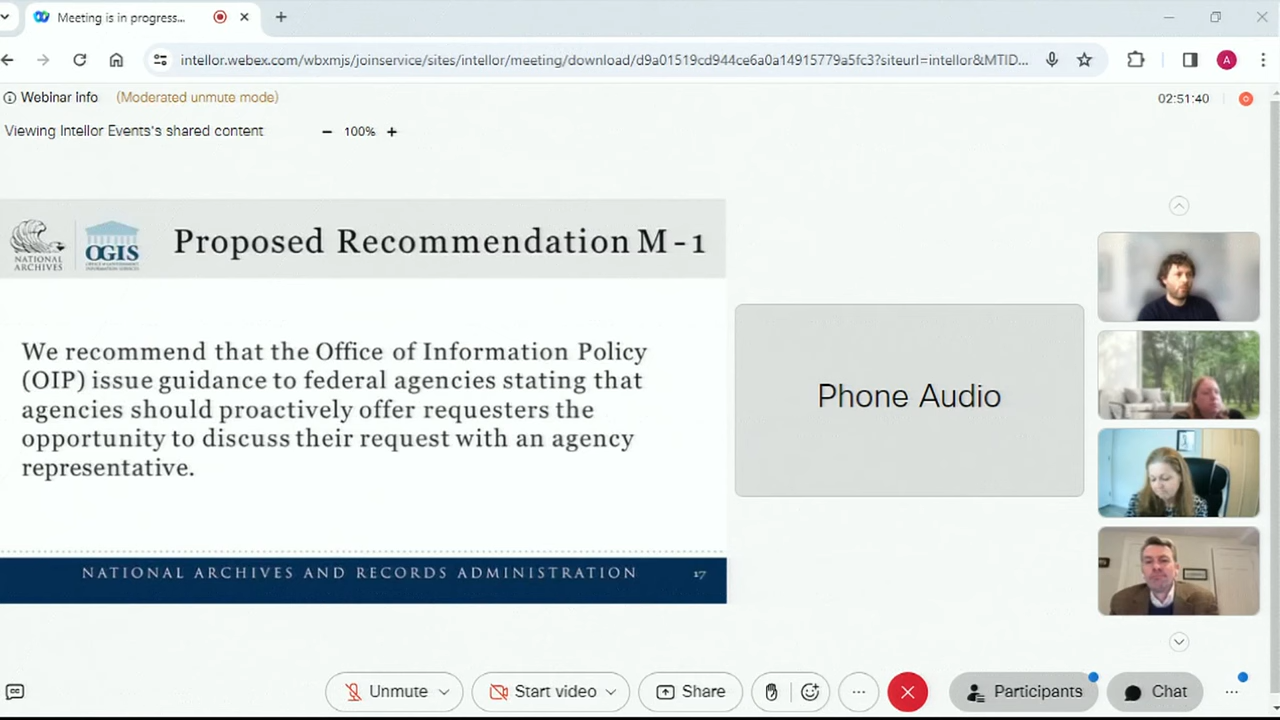 Meeting is in progress...
intellor.webex.com/wbxmjs/joinservice/sites/intellor/meeting/download/d9a01519cd944ce6a0a14915779a5fc3?siteurl=intellor&MTID...
A
Webinar Info (Moderated unmute mode)
02:51:40
Viewing Intellor Events's shared content
100%
NATIONAL
ARCHIVES
OGIS
Proposed Recommendation M-1
We recommend that the Office of Information Policy
(OIP) issue guidance to federal agencies stating that
agencies should proactively offer requesters the
opportunity to discuss their request with an agency
representative.
Phone Audio
NATIONAL ARCHIVES AND RECORDS ADMINISTRATION 17
Unmute
Start video
Share
Participants
Chat